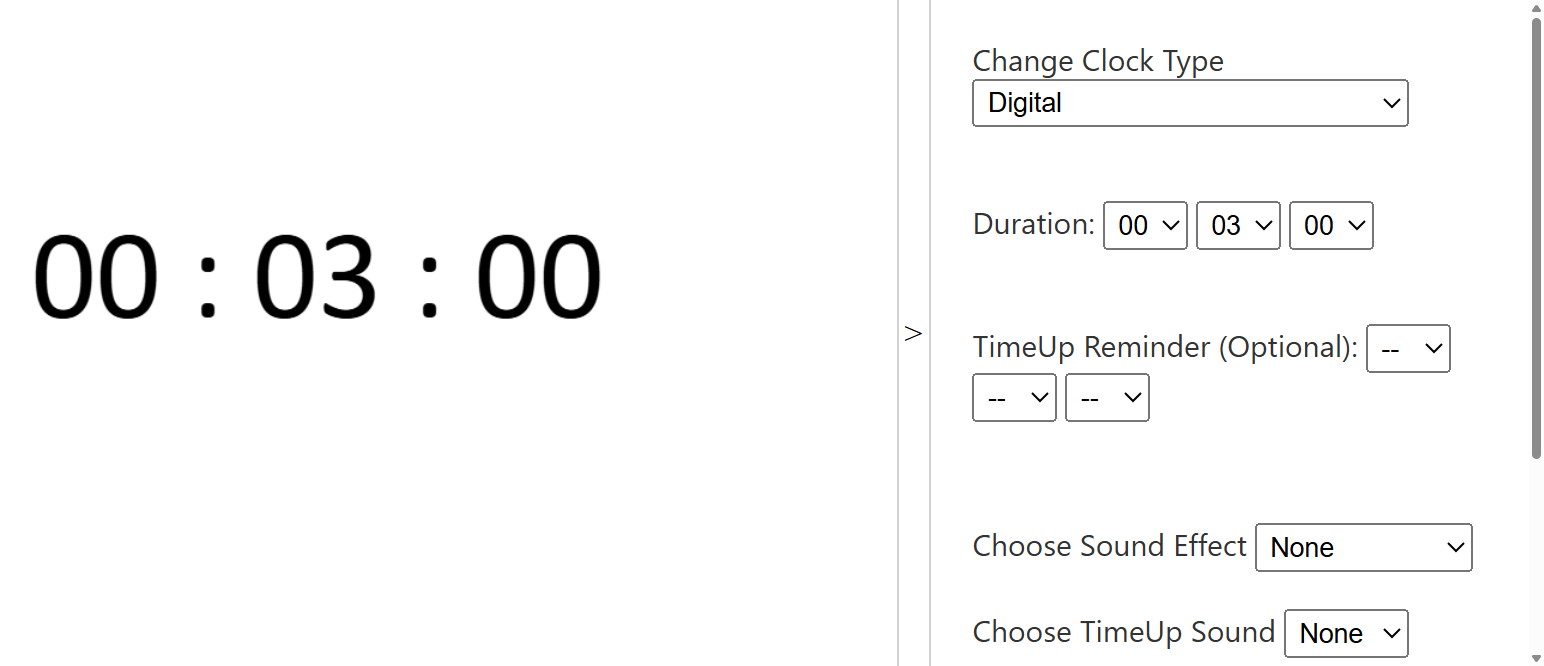 00 : 03 : 00
>
Change Clock Type
Digital
Duration: 00 03 00
TimeUp Reminder (Optional): --
-- --
Choose Sound Effect None
Choose TimeUp Sound None